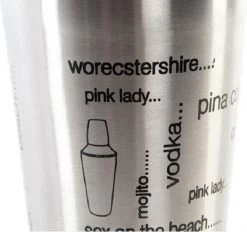 worecstershire....
pink lady...
pina co
vodka...
mojito......
pink lady..
sex on the beach......